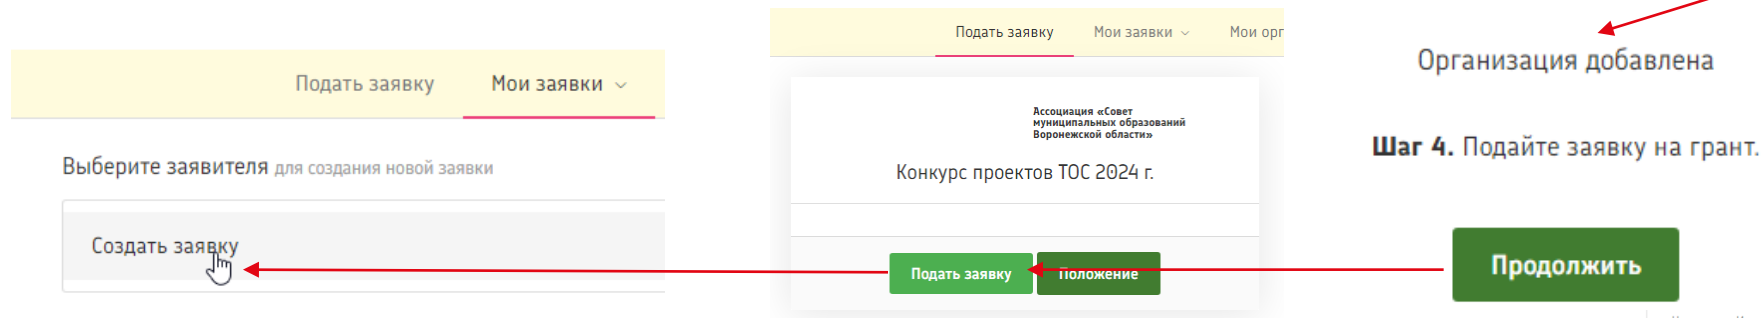 Подать заявку
Мои заявки
Выберите заявителя для создания новой заявки
Создать заявку
Подать заявку
Мои заявки
Мои орг
Ассоциация «Совет
муниципальных образований
Воронежской области»
Конкурс проектов ТОС 2024 г.
Подать заявку
Положение
Организация добавлена
Шаг 4. Подайте заявку на грант.
Продолжить